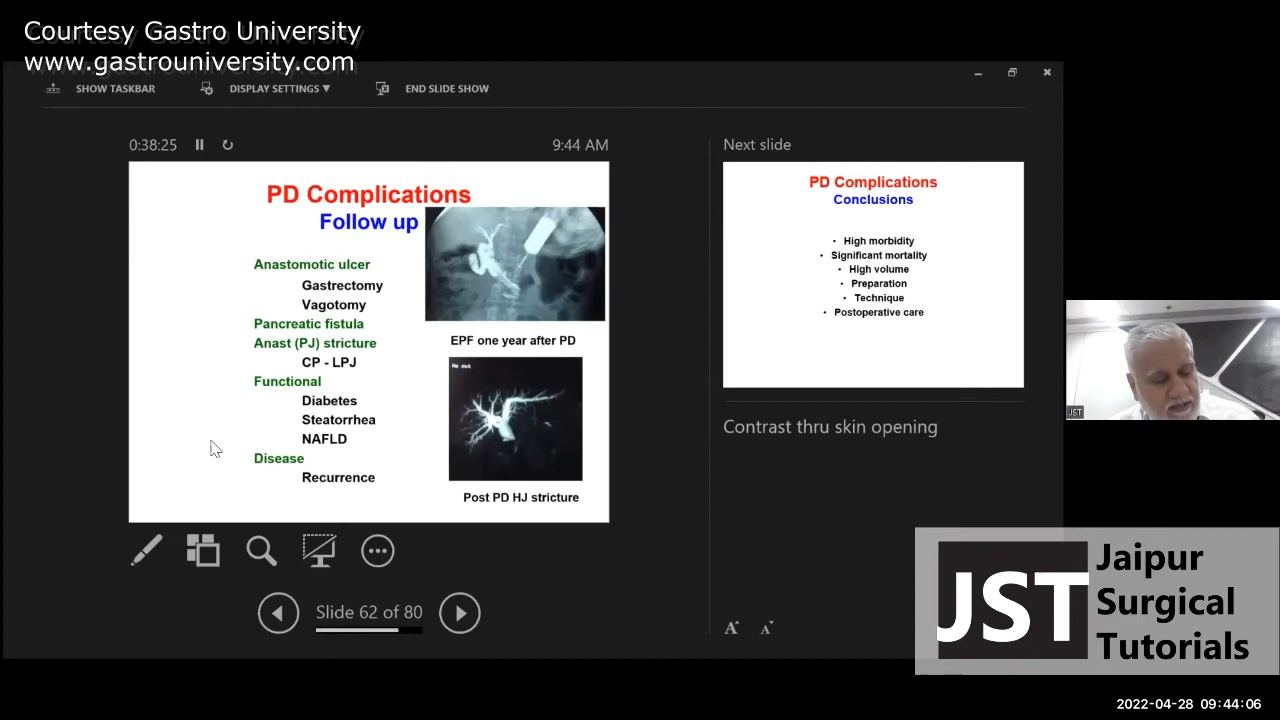 Courtesy Gastro University
www.gastrouniversity.com
SHOW TASKBAR
DISPLAY SETTINGS ▼
END SLIDE SHOW
0:38:25
9:44 AM
PD Complications
Follow up
Anastomotic ulcer
Gastrectomy
Vagotomy
Pancreatic fistula
Anast (PJ) stricture
CP - LPJ
Functional
Diabetes
Steatorrhea
NAFLD
Disease
Recurrence
EPF one year after PD
No cut
Post PD HJ stricture
Slide 62 of 80
Next slide
PD Complications
Conclusions
• High morbidity
• Significant mortality
• High volume
• Preparation
• Technique
• Postoperative care
Contrast thru skin opening
A A
JST
JST
Jaipur
Surgical
Tutorials
2022-04-28 09:44:06